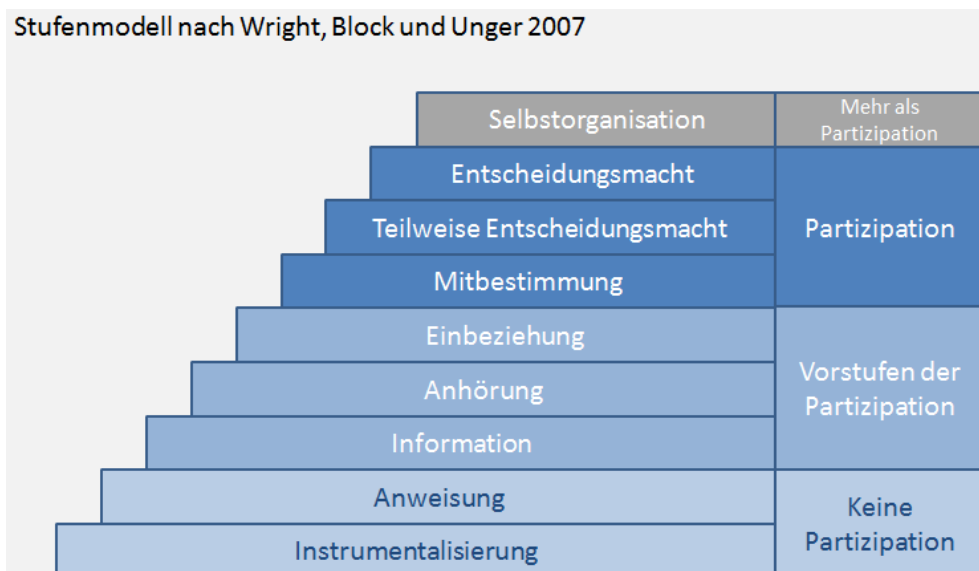 Stufenmodell nach Wright, Block und Unger 2007
Selbstorganisation
Mehr als
Partizipation
Entscheidungsmacht
Teilweise Entscheidungsmacht
Mitbestimmung
Partizipation
Einbeziehung
Anhörung
Information
Vorstufen der
Partizipation
Anweisung
Instrumentalisierung
Keine
Partizipation